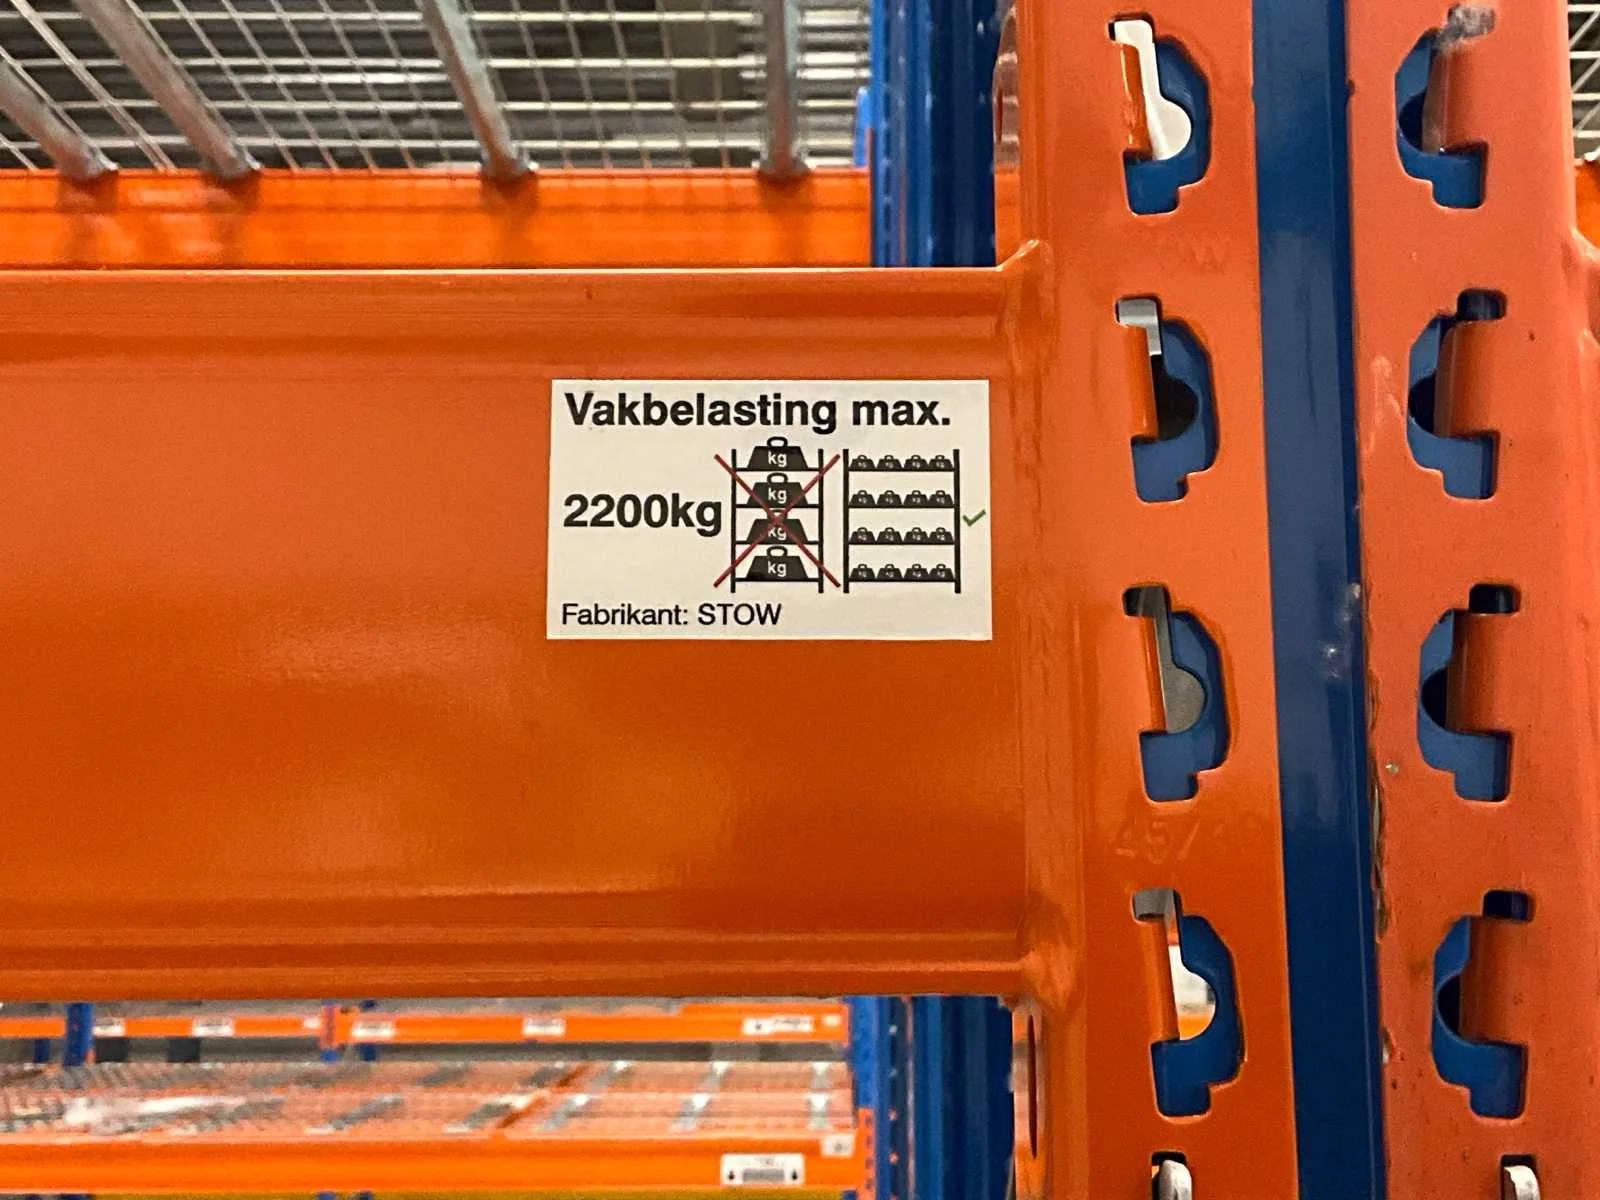 Vakbelasting max.
2200kg
kg
kg
kg
kg
Fabrikant: STOW